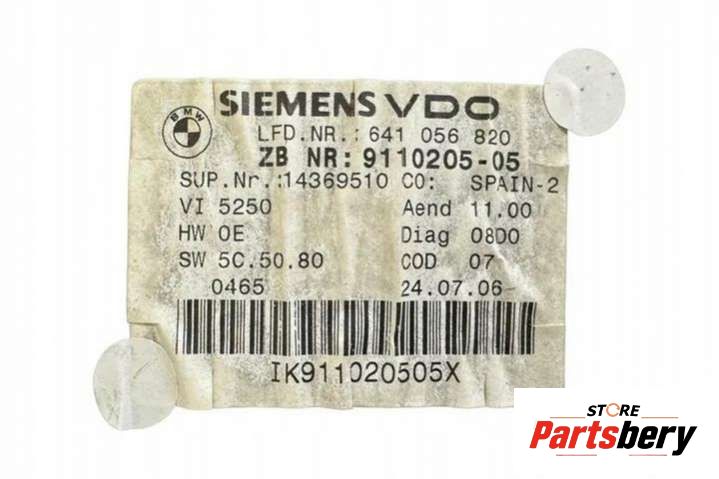 BMW
SIEMENS VDO
LFD.NR.: 641 056 820
ZB NR: 9110205-05
SUP.Nr.: 14369510 CO: SPAIN-2
VI 5250 Aend 11.00
HW 0E Diag 08D0
SW 5C.50.80 COD 07
0465 24.07.06
IK911020505X
STORE
Partsbery